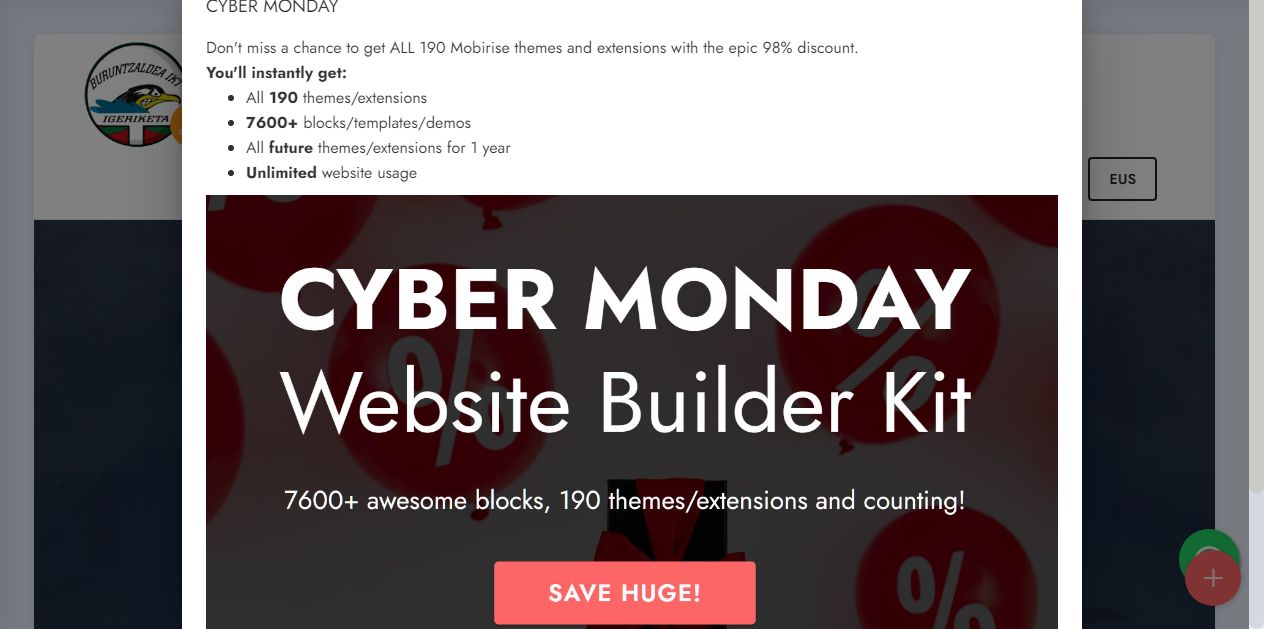 CYBER MONDAY
Don't miss a chance to get ALL 190 Mobirise themes and extensions with the epic 98% discount.
You'll instantly get:
All 190 themes/extensions
7600+ blocks/templates/demos
All future themes/extensions for 1 year
Unlimited website usage
BURUNTZALDEA IKT
IGERIKETA
EUS
%
%
CYBER MONDAY
Website Builder Kit
7600+ awesome blocks, 190 themes/extensions and counting!
%
SAVE HUGE!
+